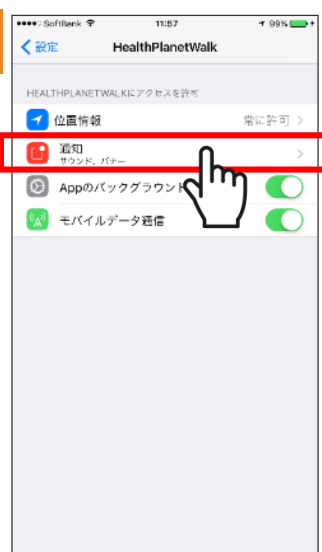 SoftBank 11:57 99%
設定 HealthPlanetWalk
HEALTHPLANETWALKにアクセスを許可
位置情報 常に許可
通知
サウンド、バナー
Appのバックグラウンド
モバイルデータ通信